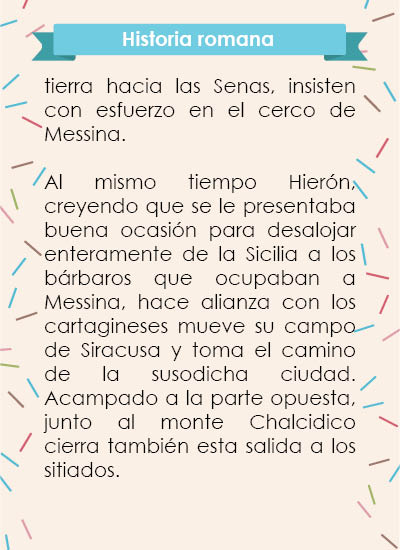 Historia romana
tierra hacia las Senas, insisten
con esfuerzo en el cerco de
Messina.
Al mismo tiempo Hierón,
creyendo que se le presentaba
buena ocasión para desalojar
enteramente de la Sicilia a los
bárbaros que ocupaban a
Messina, hace alianza con los
cartagineses mueve su campo
de Siracusa y toma el camino
de la susodicha ciudad.
Acampado a la parte opuesta,
junto al monte Chalcidico
cierra también esta salida a los
sitiados.